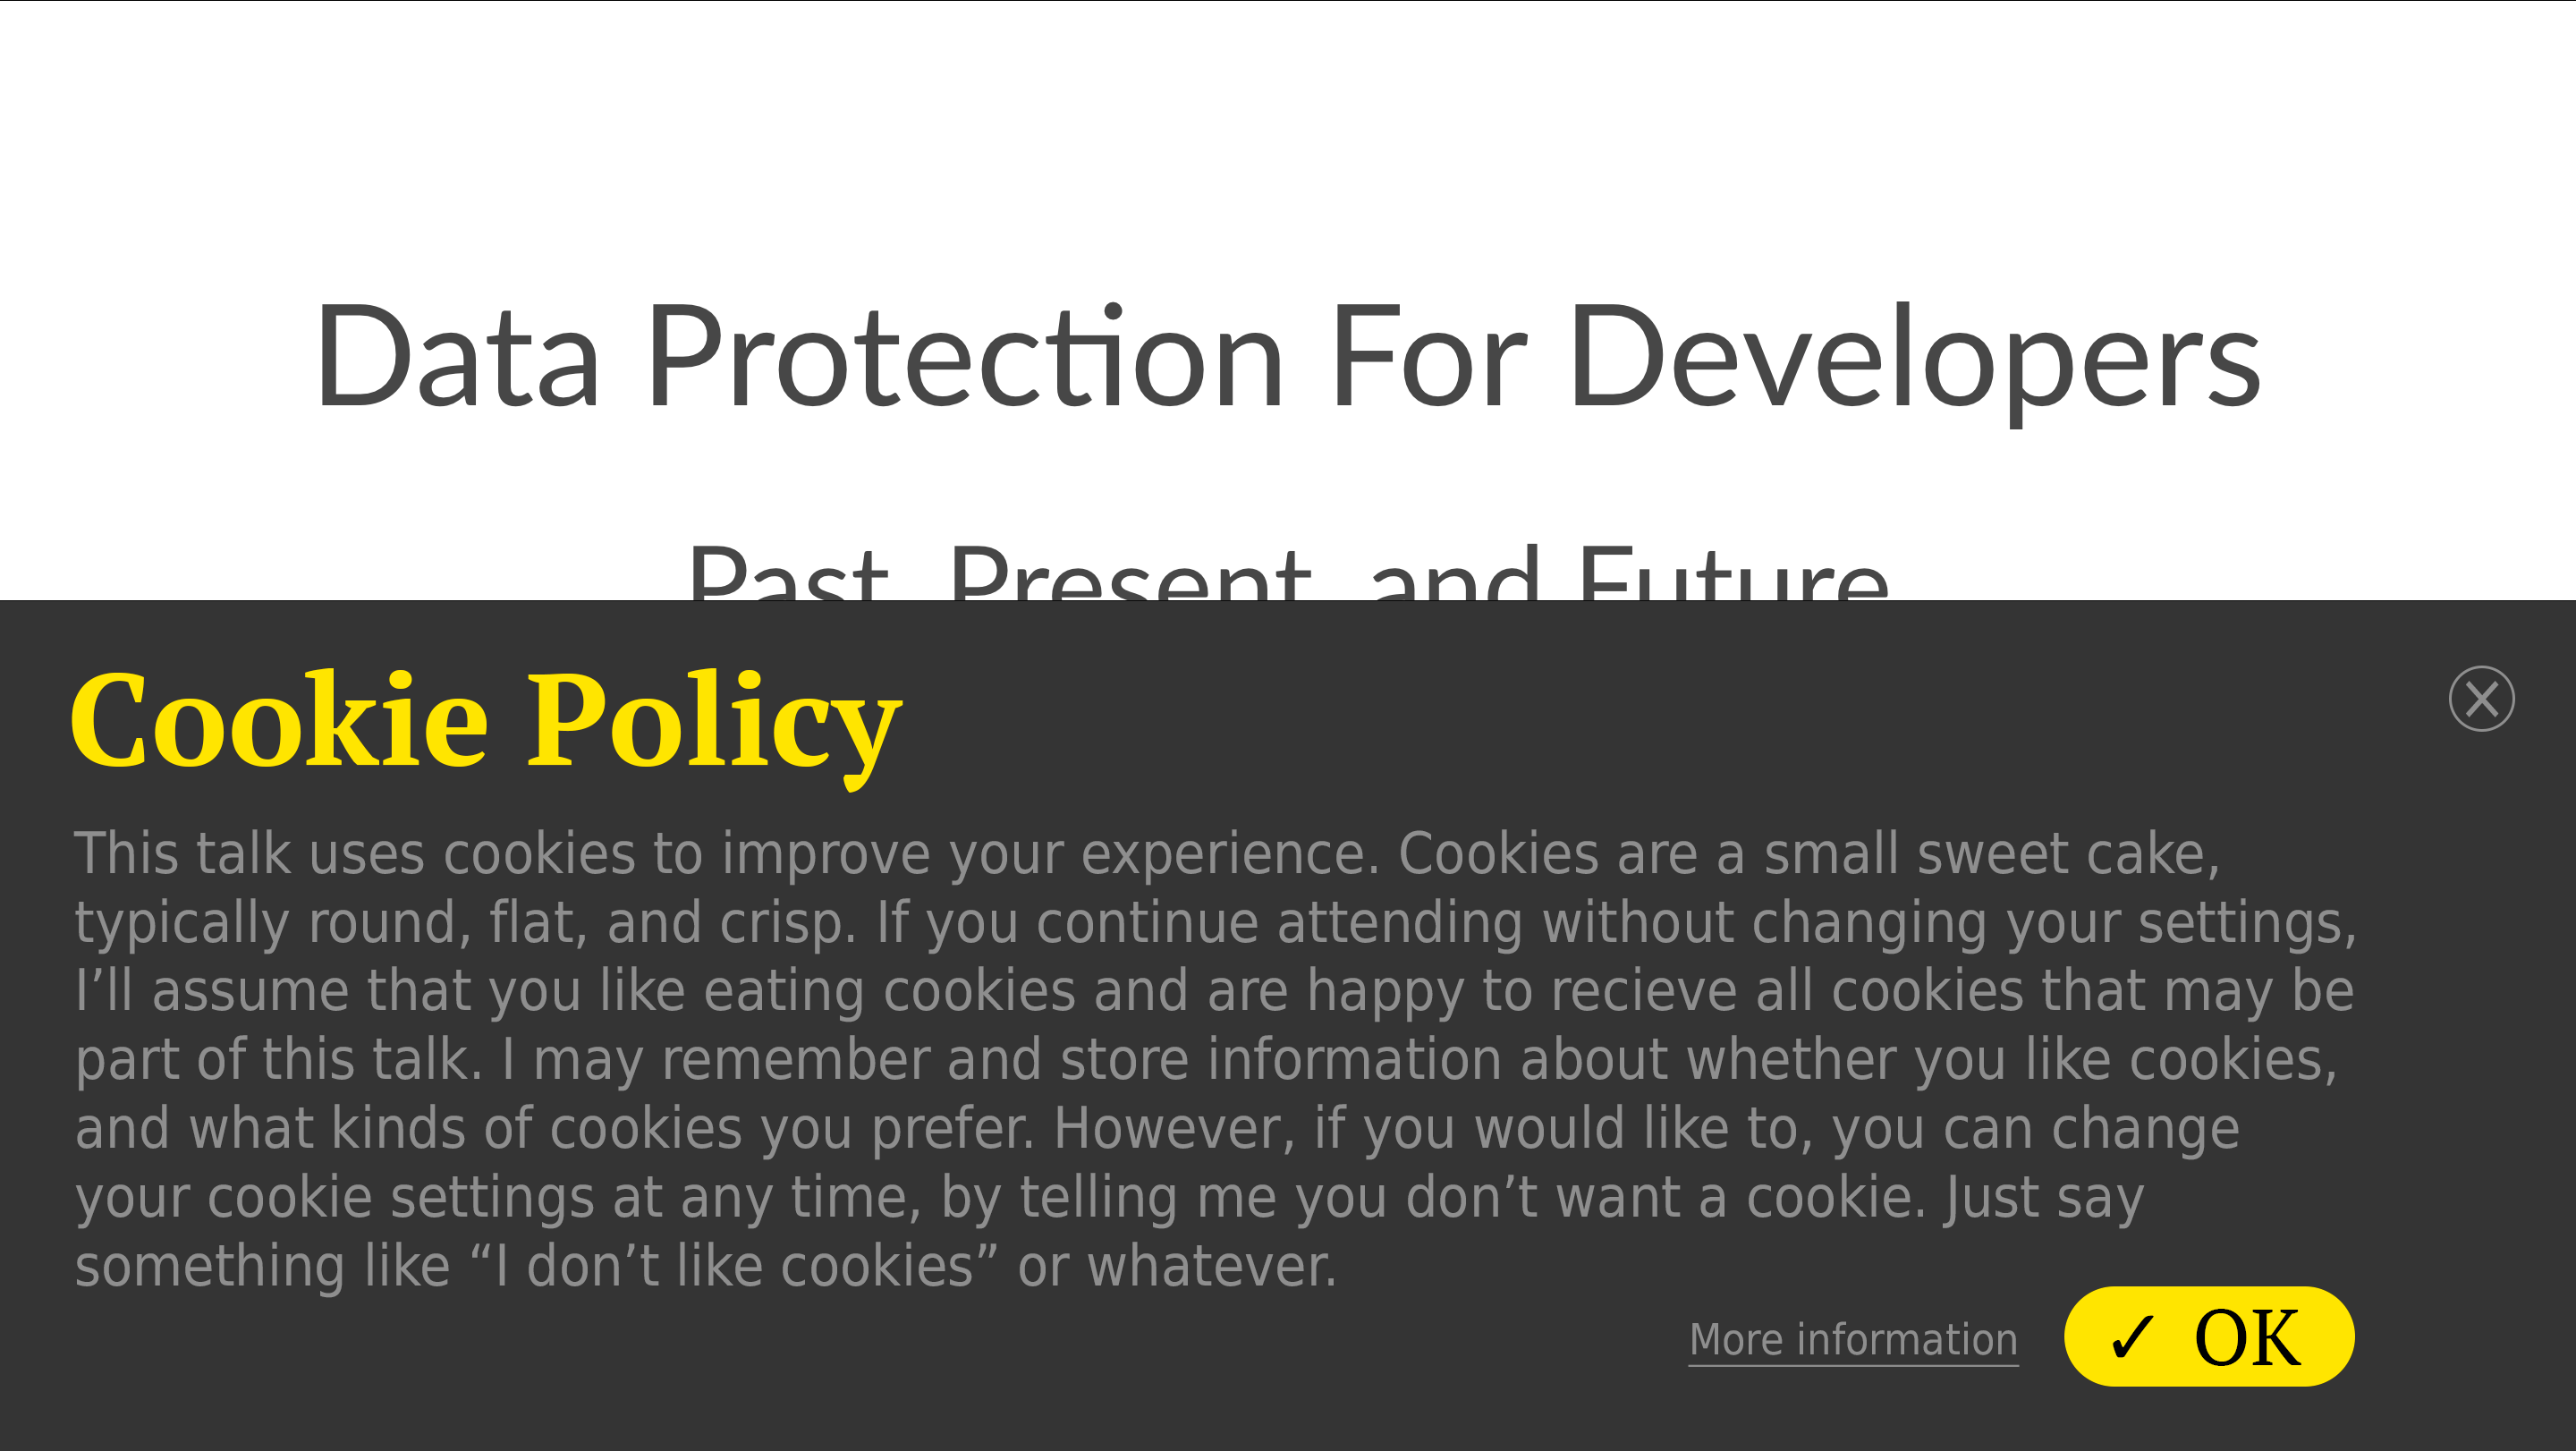 Data Protection For Developers
Past, Present, and Future
Cookie Policy
This talk uses cookies to improve your experience. Cookies are a small sweet cake,
typically round, flat, and crisp. If you continue attending without changing your settings,
I’ll assume that you like eating cookies and are happy to recieve all cookies that may be
part of this talk. I may remember and store information about whether you like cookies,
and what kinds of cookies you prefer. However, if you would like to, you can change
your cookie settings at any time, by telling me you don’t want a cookie. Just say
something like “I don’t like cookies” or whatever.
More information
✓ OK